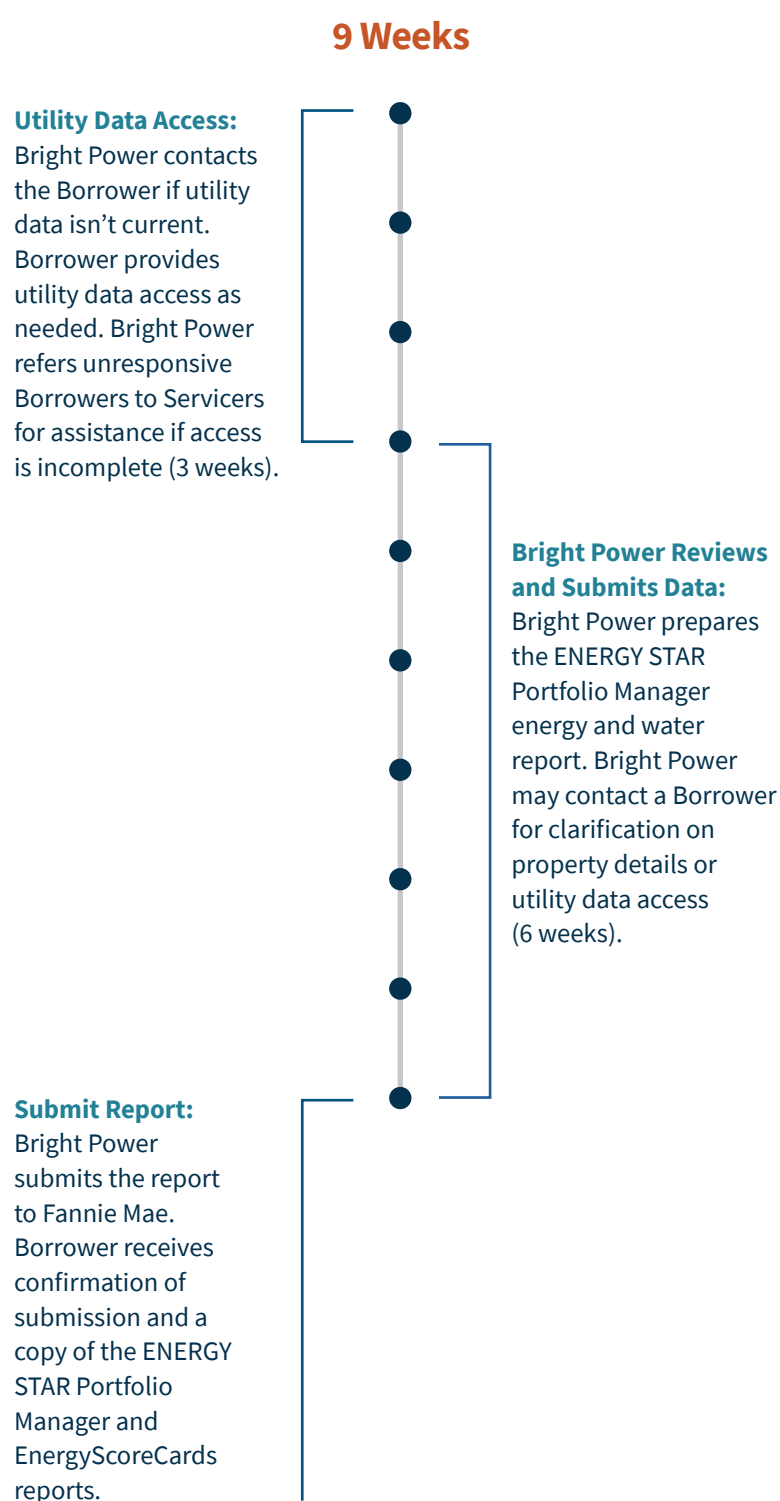 9 Weeks
Utility Data Access:
Bright Power contacts
the Borrower if utility
data isn’t current.
Borrower provides
utility data access as
needed. Bright Power
refers unresponsive
Borrowers to Servicers
for assistance if access
is incomplete (3 weeks).
Bright Power Reviews
and Submits Data:
Bright Power prepares
the ENERGY STAR
Portfolio Manager
energy and water
report. Bright Power
may contact a Borrower
for clarification on
property details or
utility data access
(6 weeks).
Submit Report:
Bright Power
submits the report
to Fannie Mae.
Borrower receives
confirmation of
submission and a
copy of the ENERGY
STAR Portfolio
Manager and
EnergyScoreCards
reports.